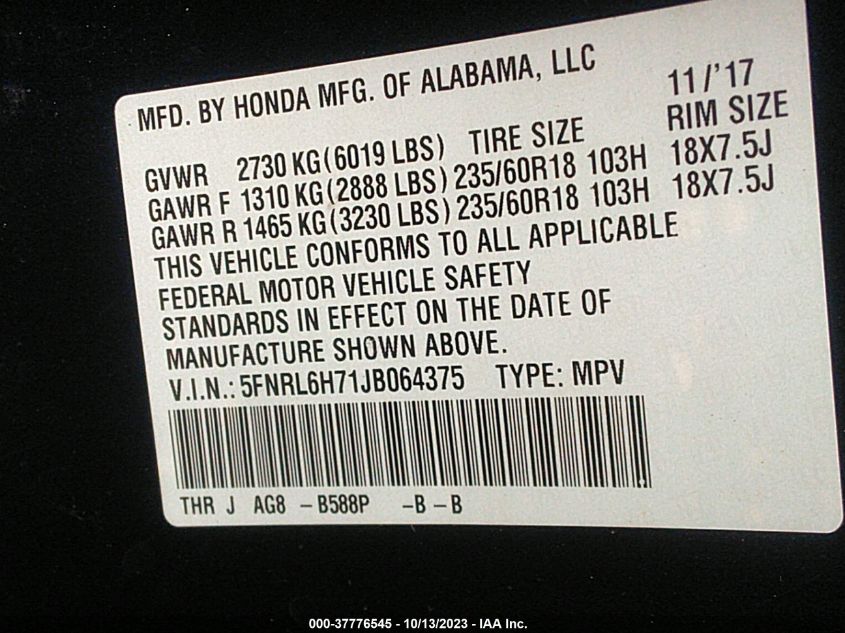 MFD. BY HONDA MFG. OF ALABAMA, LLC 11/'17
GVWR 2730 KG (6019 LBS) TIRE SIZE RIM SIZE
GAWR F 1310 KG (2888 LBS) 235/60R18 103H 18X7.5J
GAWR R 1465 KG (3230 LBS) 235/60R18 103H 18X7.5J
THIS VEHICLE CONFORMS TO ALL APPLICABLE
FEDERAL MOTOR VEHICLE SAFETY
STANDARDS IN EFFECT ON THE DATE OF
MANUFACTURE SHOWN ABOVE.
V.I.N.: 5FNRL6H71JB064375 TYPE: MPV
THR J AG8 -B588P -B-B
000-37776545 - 10/13/2023 - IAA Inc.